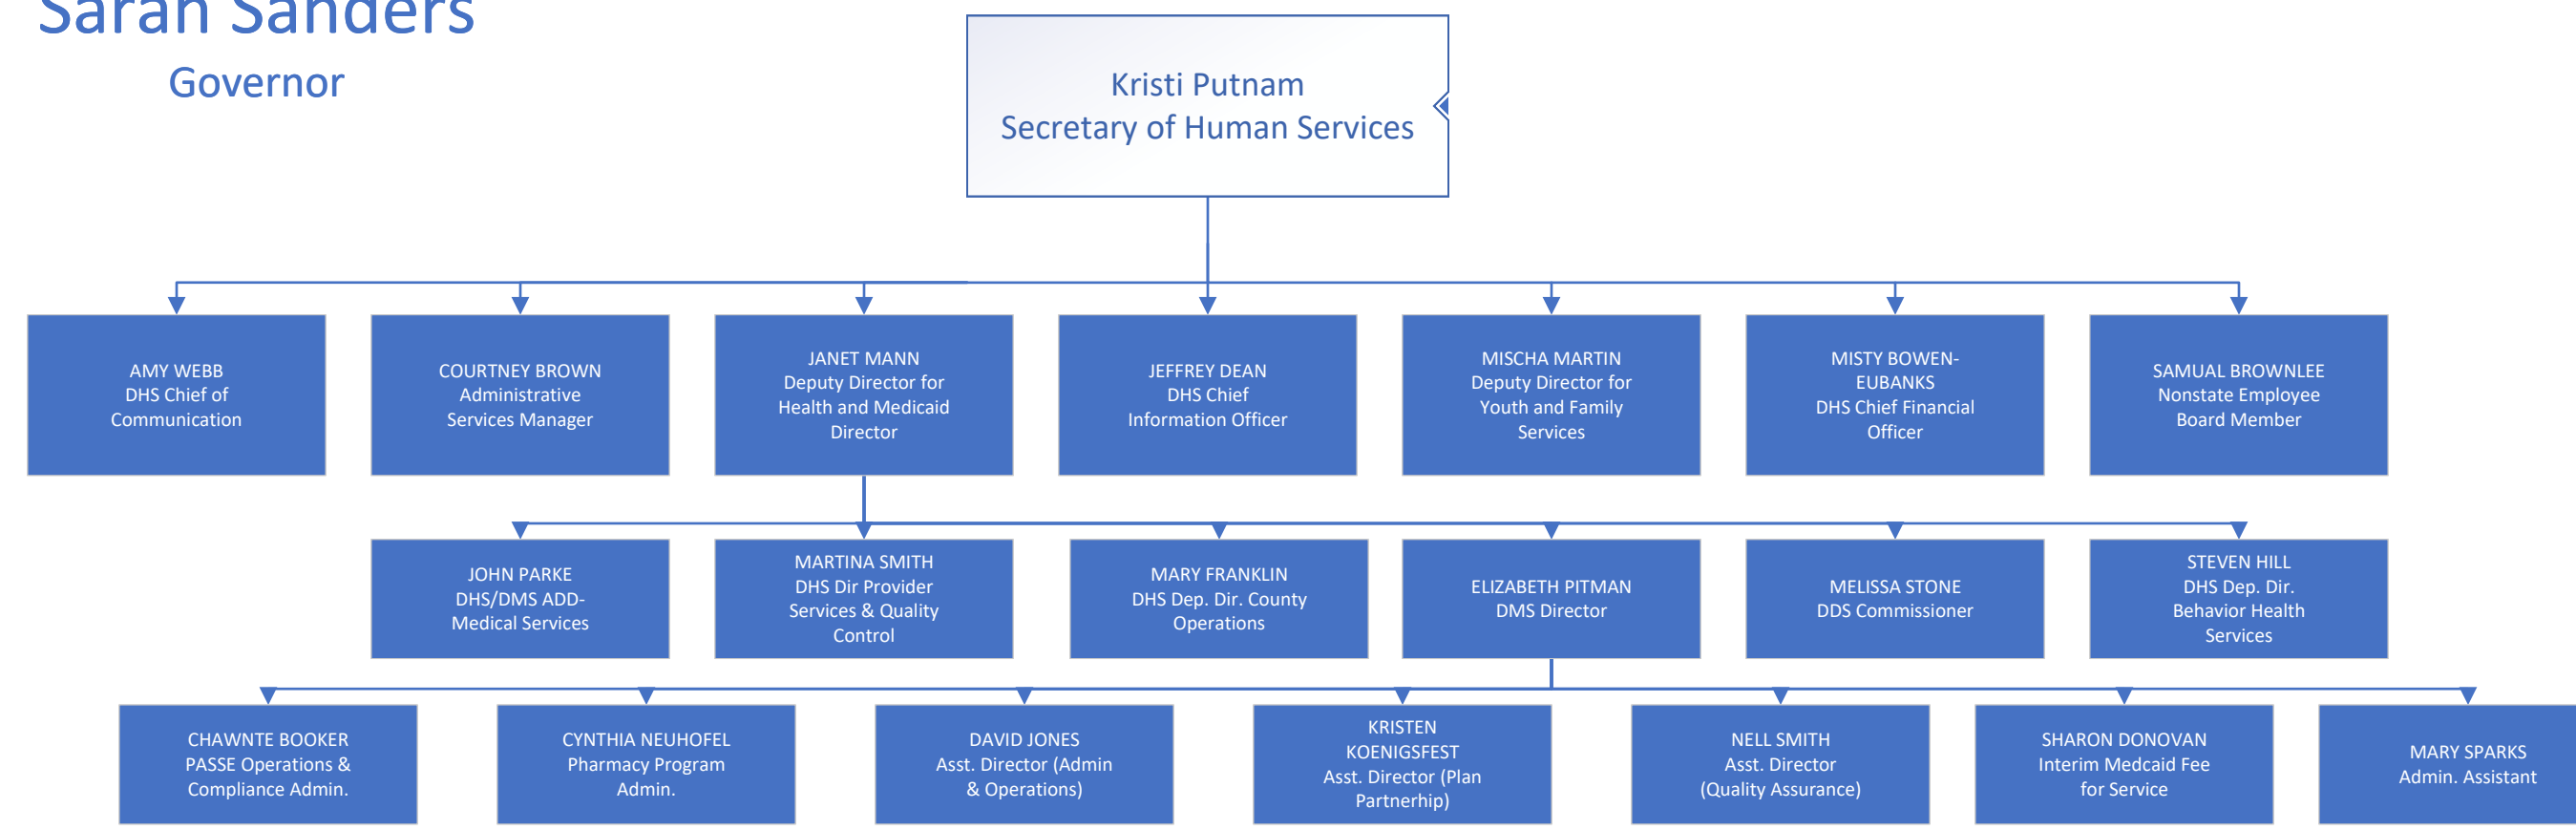 Sarah Sanders
Governor
Kristi Putnam
Secretary of Human Services
AMY WEBB
DHS Chief of
Communication
COURTNEY BROWN
Administrative
Services Manager
JANET MANN
Deputy Director for
Health and Medicaid
Director
JEFFREY DEAN
DHS Chief
Information Officer
MISCHA MARTIN
Deputy Director for
Youth and Family
Services
MISTY BOWEN-
EUBANKS
DHS Chief Financial
Officer
SAMUAL BROWNLEE
Nonstate Employee
Board Member
JOHN PARKE
DHS/DMS ADD-
Medical Services
MARTINA SMITH
DHS Dir Provider
Services & Quality
Control
MARY FRANKLIN
DHS Dep. Dir. County
Operations
ELIZABETH PITMAN
DMS Director
MELISSA STONE
DDS Commissioner
STEVEN HILL
DHS Dep. Dir.
Behavior Health
Services
CHAWNTE BOOKER
PASSE Operations &
Compliance Admin.
CYNTHIA NEUHOFEL
Pharmacy Program
Admin.
DAVID JONES
Asst. Director (Admin
& Operations)
KRISTEN
KOENIGSFEST
Asst. Director (Plan
Partnerhip)
NELL SMITH
Asst. Director
(Quality Assurance)
SHARON DONOVAN
Interim Medcaid Fee
for Service
MARY SPARKS
Admin. Assistant